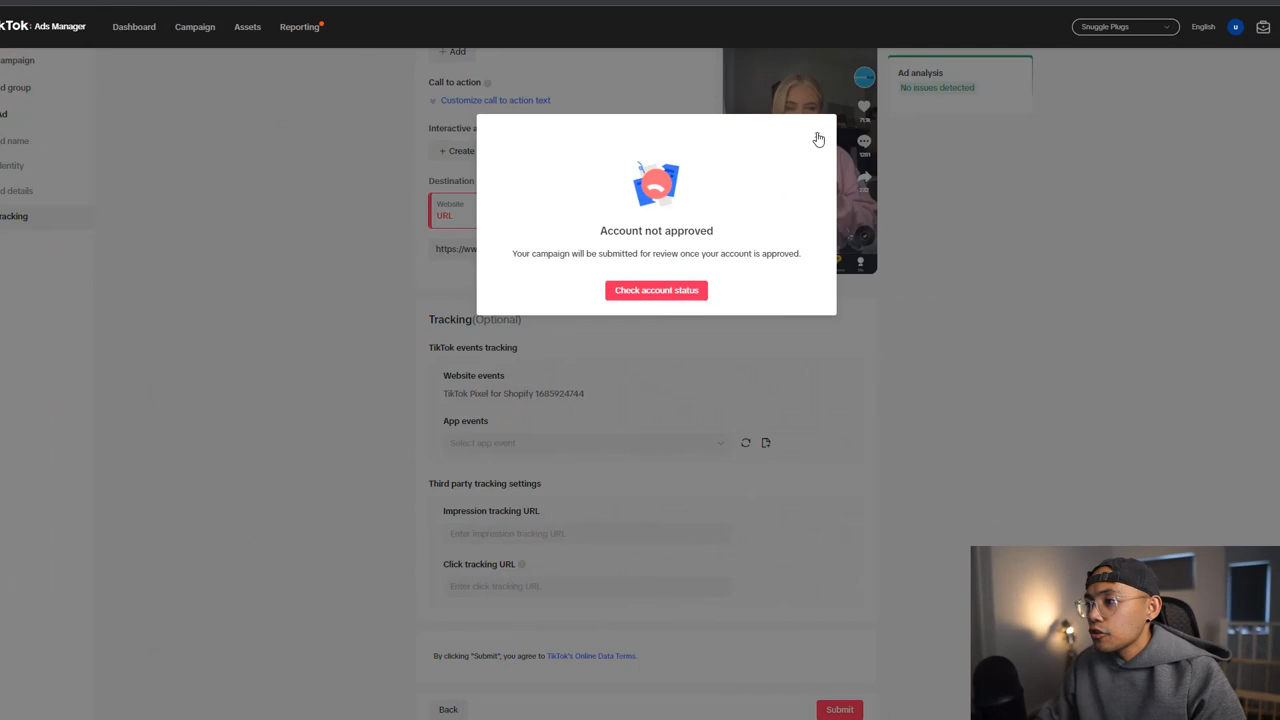 kTok: Ads Manager
Dashboard
Campaign
Assets
Reporting
Snuggle Plugs
English
u
ampaign
d group
d name
dentity
d details
racking
+ Add
Call to action
Customize call to action text
Interactive a
+ Create
Destination
Website
URL
https://ww
Ad analysis
No issues detected
71.1k
1281
232
Account not approved
Your campaign will be submitted for review once your account is approved.
Check account status
Tracking(Optional)
TikTok events tracking
Website events
TikTok Pixel for Shopify 1685924744
App events
Select app event
Third party tracking settings
Impression tracking URL
Enter impression tracking URL
Click tracking URL
Enter click tracking URL
By clicking "Submit", you agree to TikTok's Online Data Terms.
Back
Submit